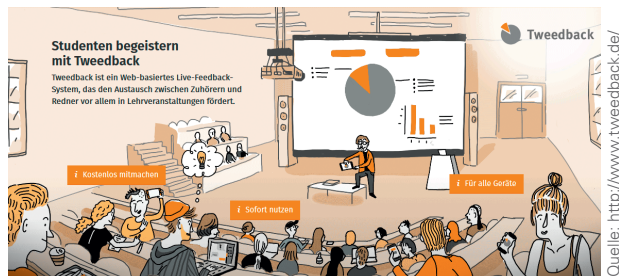 Studenten begeistern
mit Tweedback
Tweedback ist ein Web-basiertes Live-Feedback-
System, das den Austausch zwischen Zuhörern und
Redner vor allem in Lehrveranstaltungen fördert.
Tweedback
i Kostenlos mitmachen
i Sofort nutzen
i Für alle Geräte
Quelle: http://www.tweedback.de/